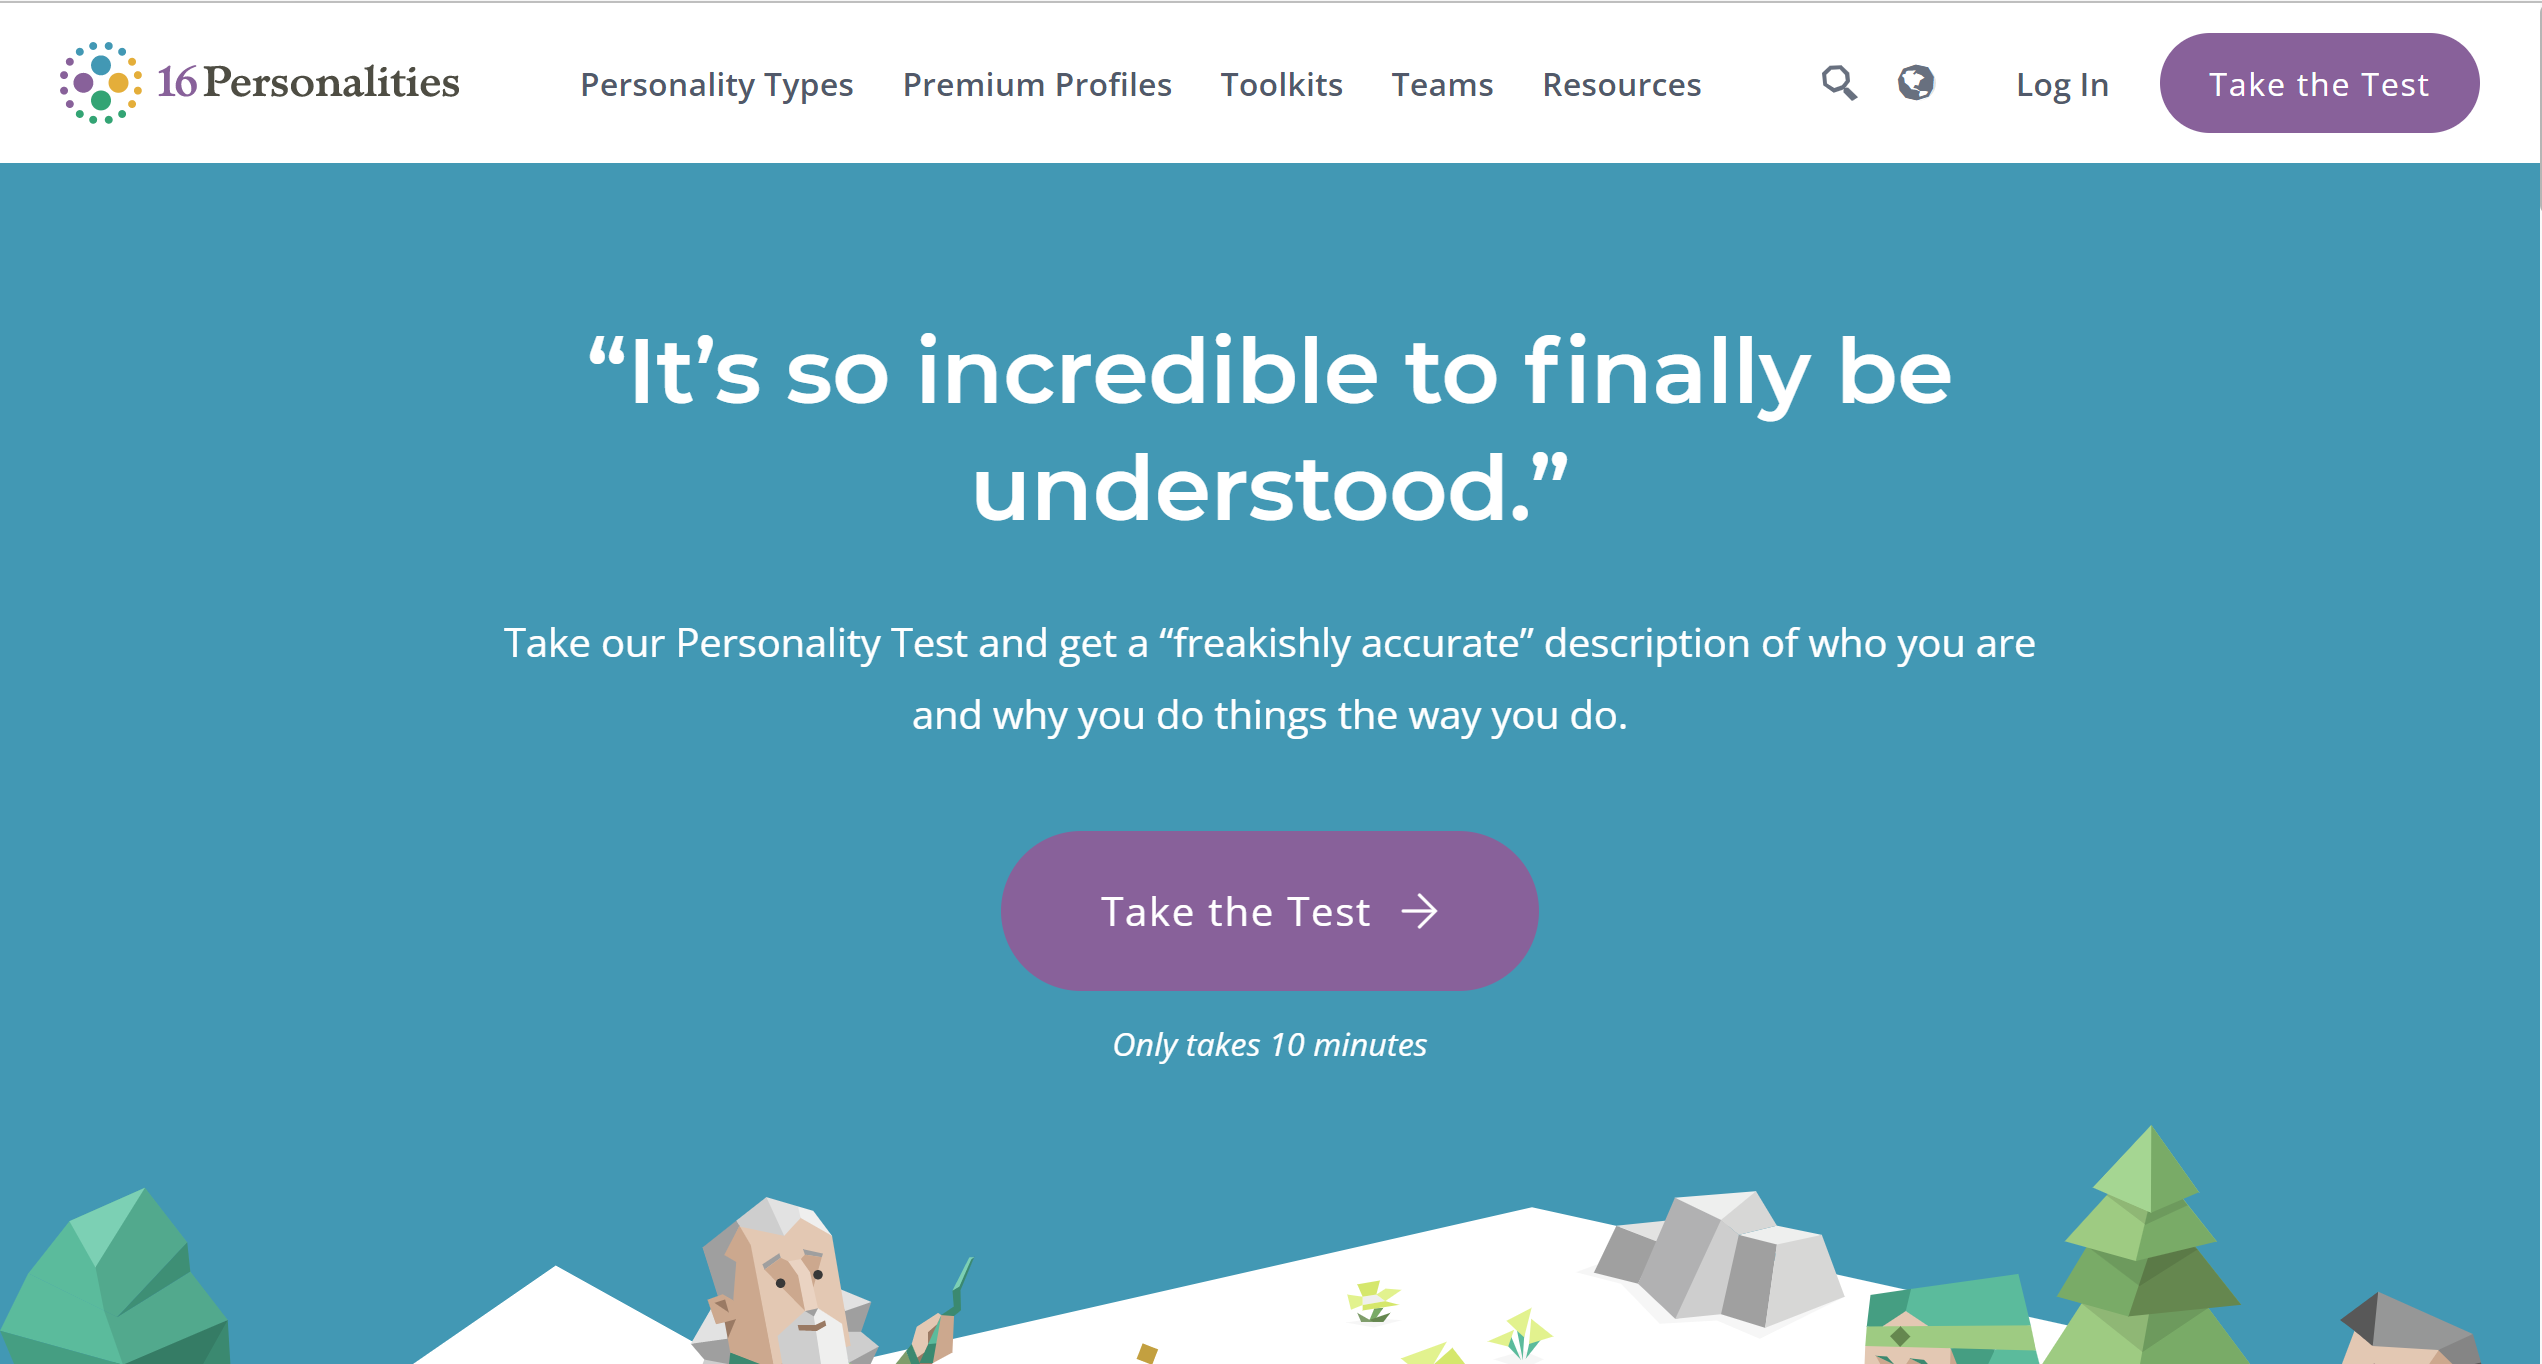 16Personalities
Personality Types
Premium Profiles
Toolkits
Teams
Resources
Log In
Take the Test
“It’s so incredible to finally be
understood.”
Take our Personality Test and get a “freakishly accurate” description of who you are
and why you do things the way you do.
Take the Test
Only takes 10 minutes